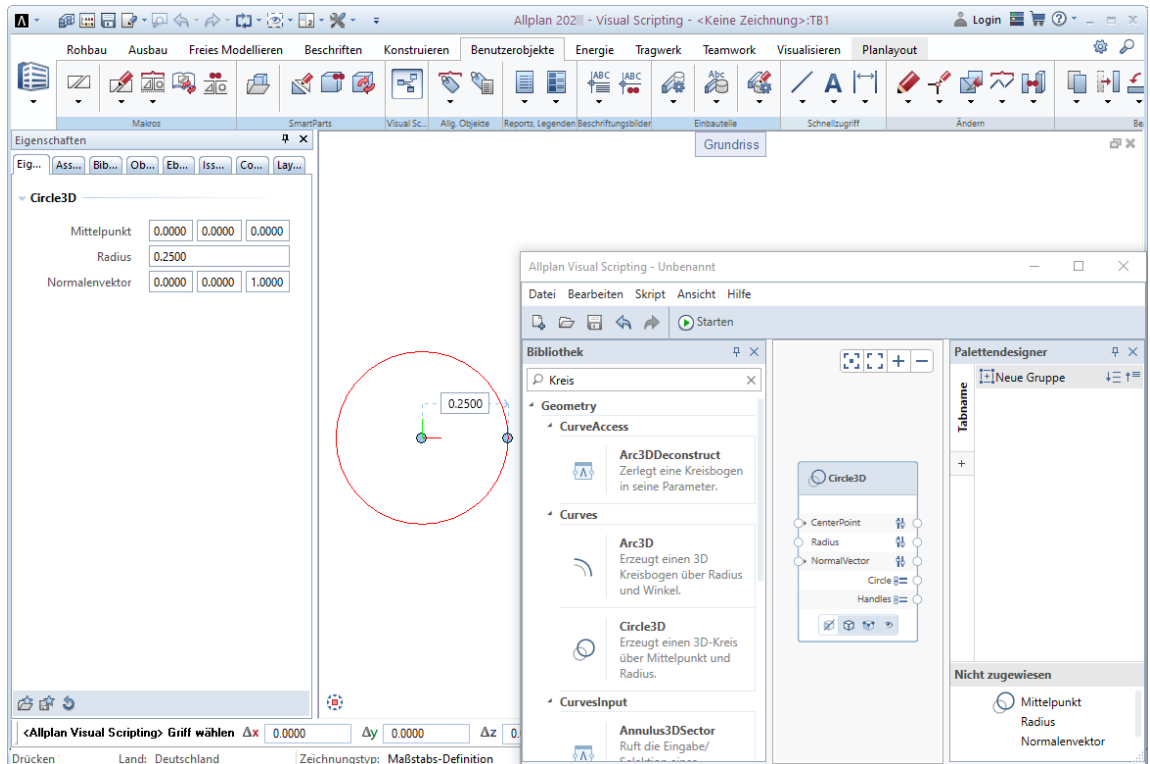 Allplan 202 - Visual Scripting - <Keine Zeichnung>:TB1
Login
Rohbau Ausbau Freies Modellieren Beschriften Konstruieren Benutzerobjekte Energie Tragwerk Teamwork Visualisieren Planlayout
ABC ABC Abc A
Makros SmartParts Visual Sc... Allg. Objekte Reports, Legenden Beschriftungsbilder Einbauteile Schnellzugriff Ändern Be
Eigenschaften
Grundriss
Eig... Ass... Bib... Ob... Eb... Iss... Co... Lay...
Circle3D
Mittelpunkt 0.0000 0.0000 0.0000
Radius 0.2500
Normalenvektor 0.0000 0.0000 1.0000
0.2500
Allplan Visual Scripting - Unbenannt
Datei Bearbeiten Skript Ansicht Hilfe
Starten
Bibliothek
Kreis
Geometry
CurveAccess
Arc3DDeconstruct
Zerlegt eine Kreisbogen
in seine Parameter.
Curves
Arc3D
Erzeugt einen 3D
Kreisbogen über Radius
und Winkel.
Circle3D
Erzeugt einen 3D-Kreis
über Mittelpunkt und
Radius.
CurvesInput
Annulus3DSector
Ruft die Eingabe/
Circle3D
CenterPoint
Radius
NormalVector
Circle
Handles
Palettendesigner
Neue Gruppe
Tabname
+
Nicht zugewiesen
Mittelpunkt
Radius
Normalenvektor
<Allplan Visual Scripting> Griff wählen Δx 0.0000 Δy 0.0000 Δz 0.
Drücken Land: Deutschland Zeichnungstyp: Maßstabs-Definition